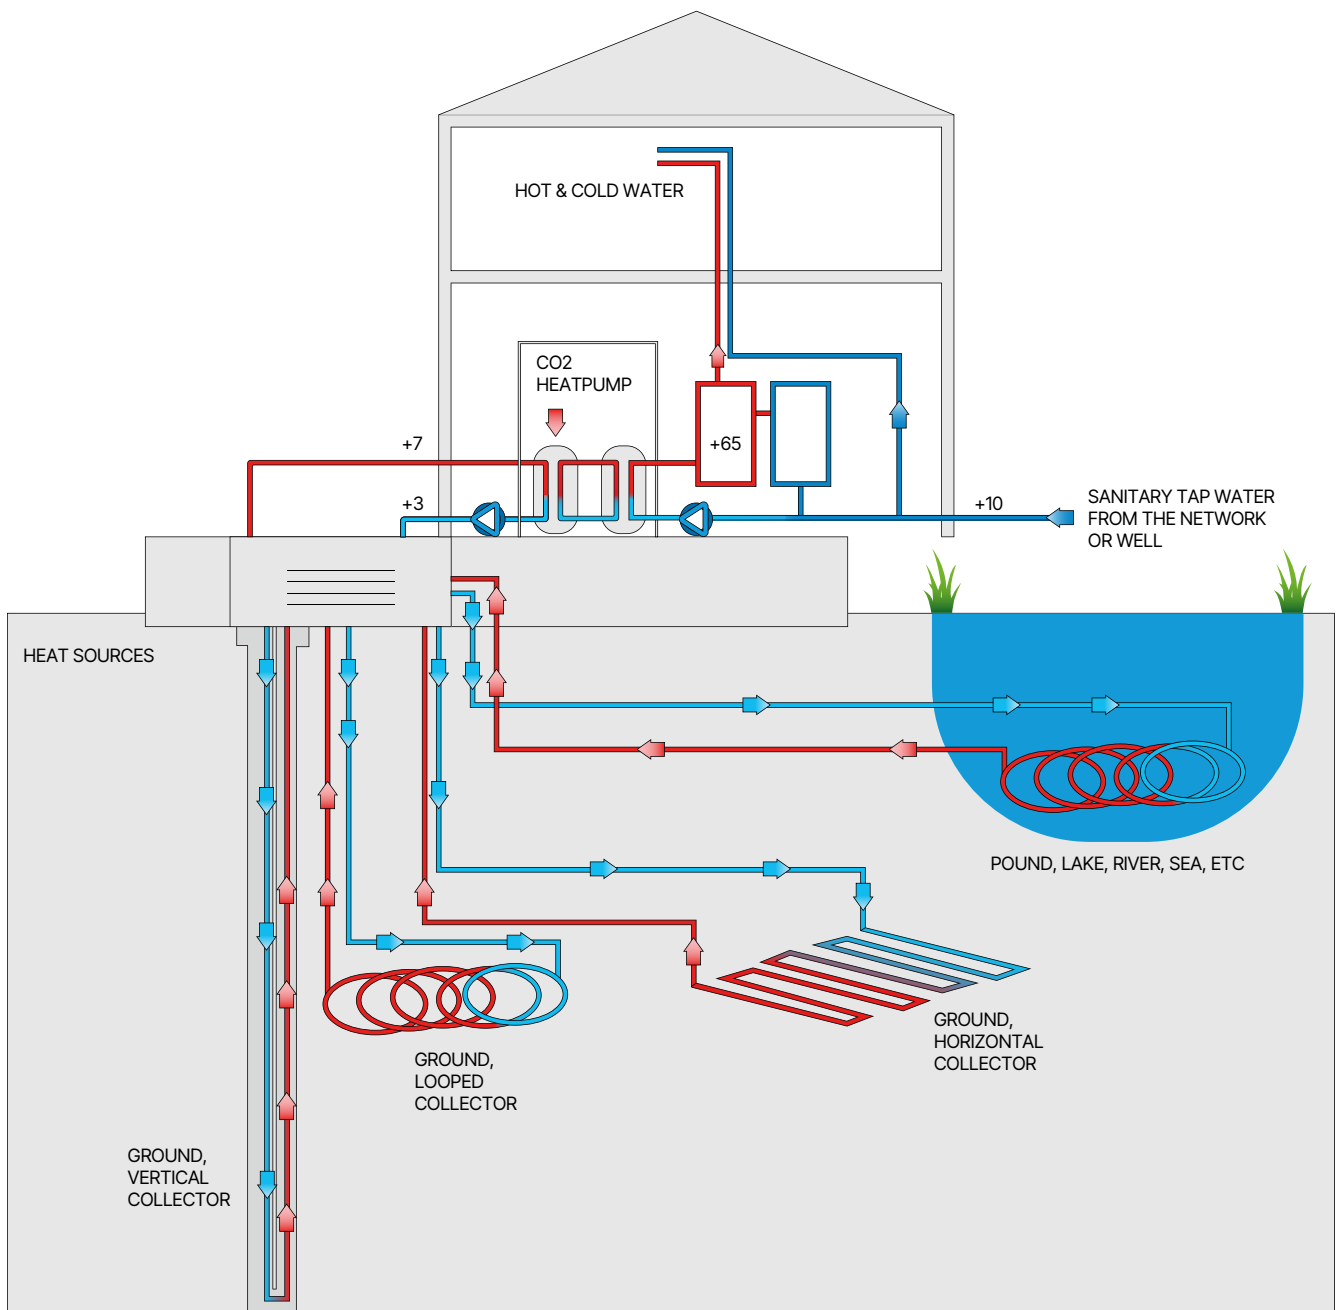 HOT & COLD WATER
CO2
HEATPUMP
+7
+65
+3
+10
SANITARY TAP WATER
FROM THE NETWORK
OR WELL
HEAT SOURCES
POUND, LAKE, RIVER, SEA, ETC
GROUND,
HORIZONTAL
COLLECTOR
GROUND,
LOOPED
COLLECTOR
GROUND,
VERTICAL
COLLECTOR